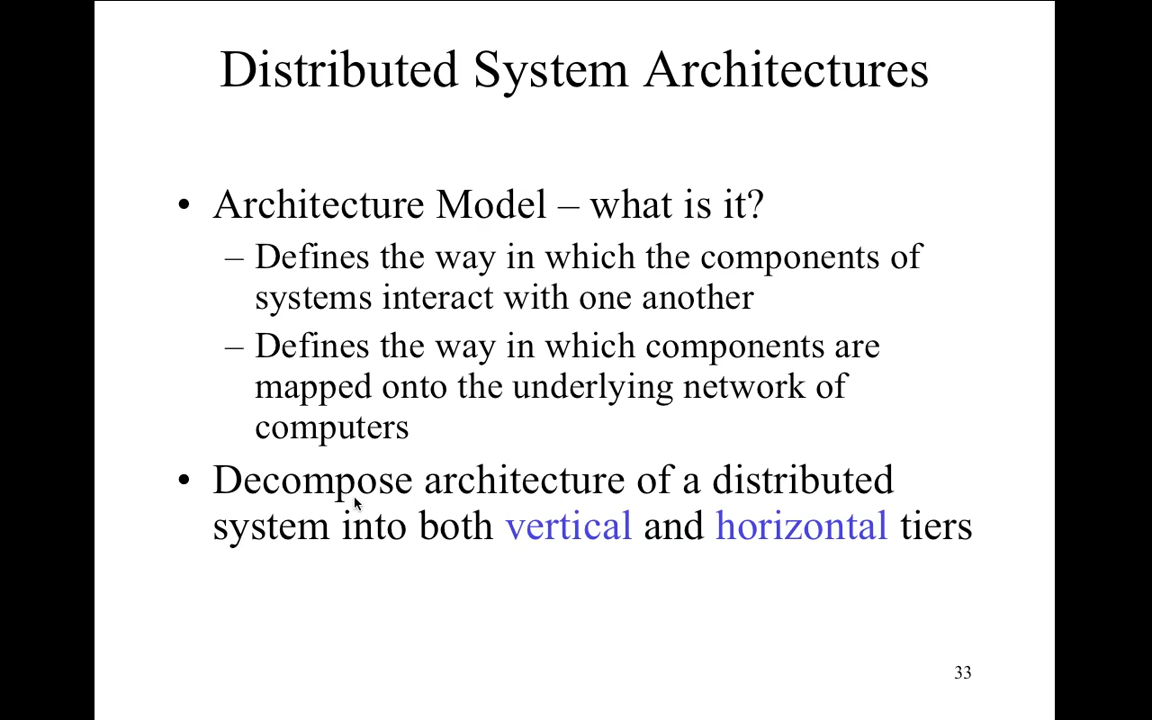 Distributed System Architectures
• Architecture Model – what is it?
– Defines the way in which the components of
systems interact with one another
– Defines the way in which components are
mapped onto the underlying network of
computers
• Decompose architecture of a distributed
system into both vertical and horizontal tiers
33